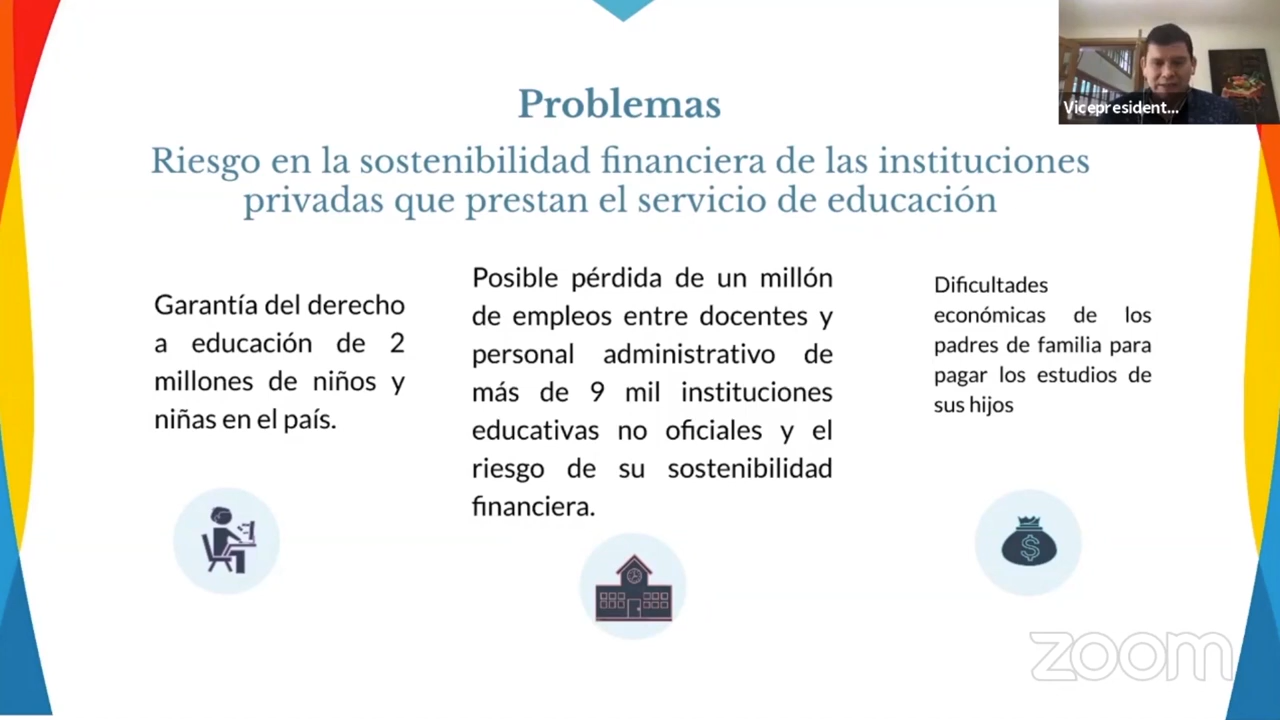 Problemas
Riesgo en la sostenibilidad financiera de las instituciones
privadas que prestan el servicio de educación
Garantía del derecho
a educación de 2
millones de niños y
niñas en el país.
Posible pérdida de un millón
de empleos entre docentes y
personal administrativo de
más de 9 mil instituciones
educativas no oficiales y el
riesgo de su sostenibilidad
financiera.
Dificultades
económicas de los
padres de familia para
pagar los estudios de
sus hijos
$
Vicepresident...
zoom